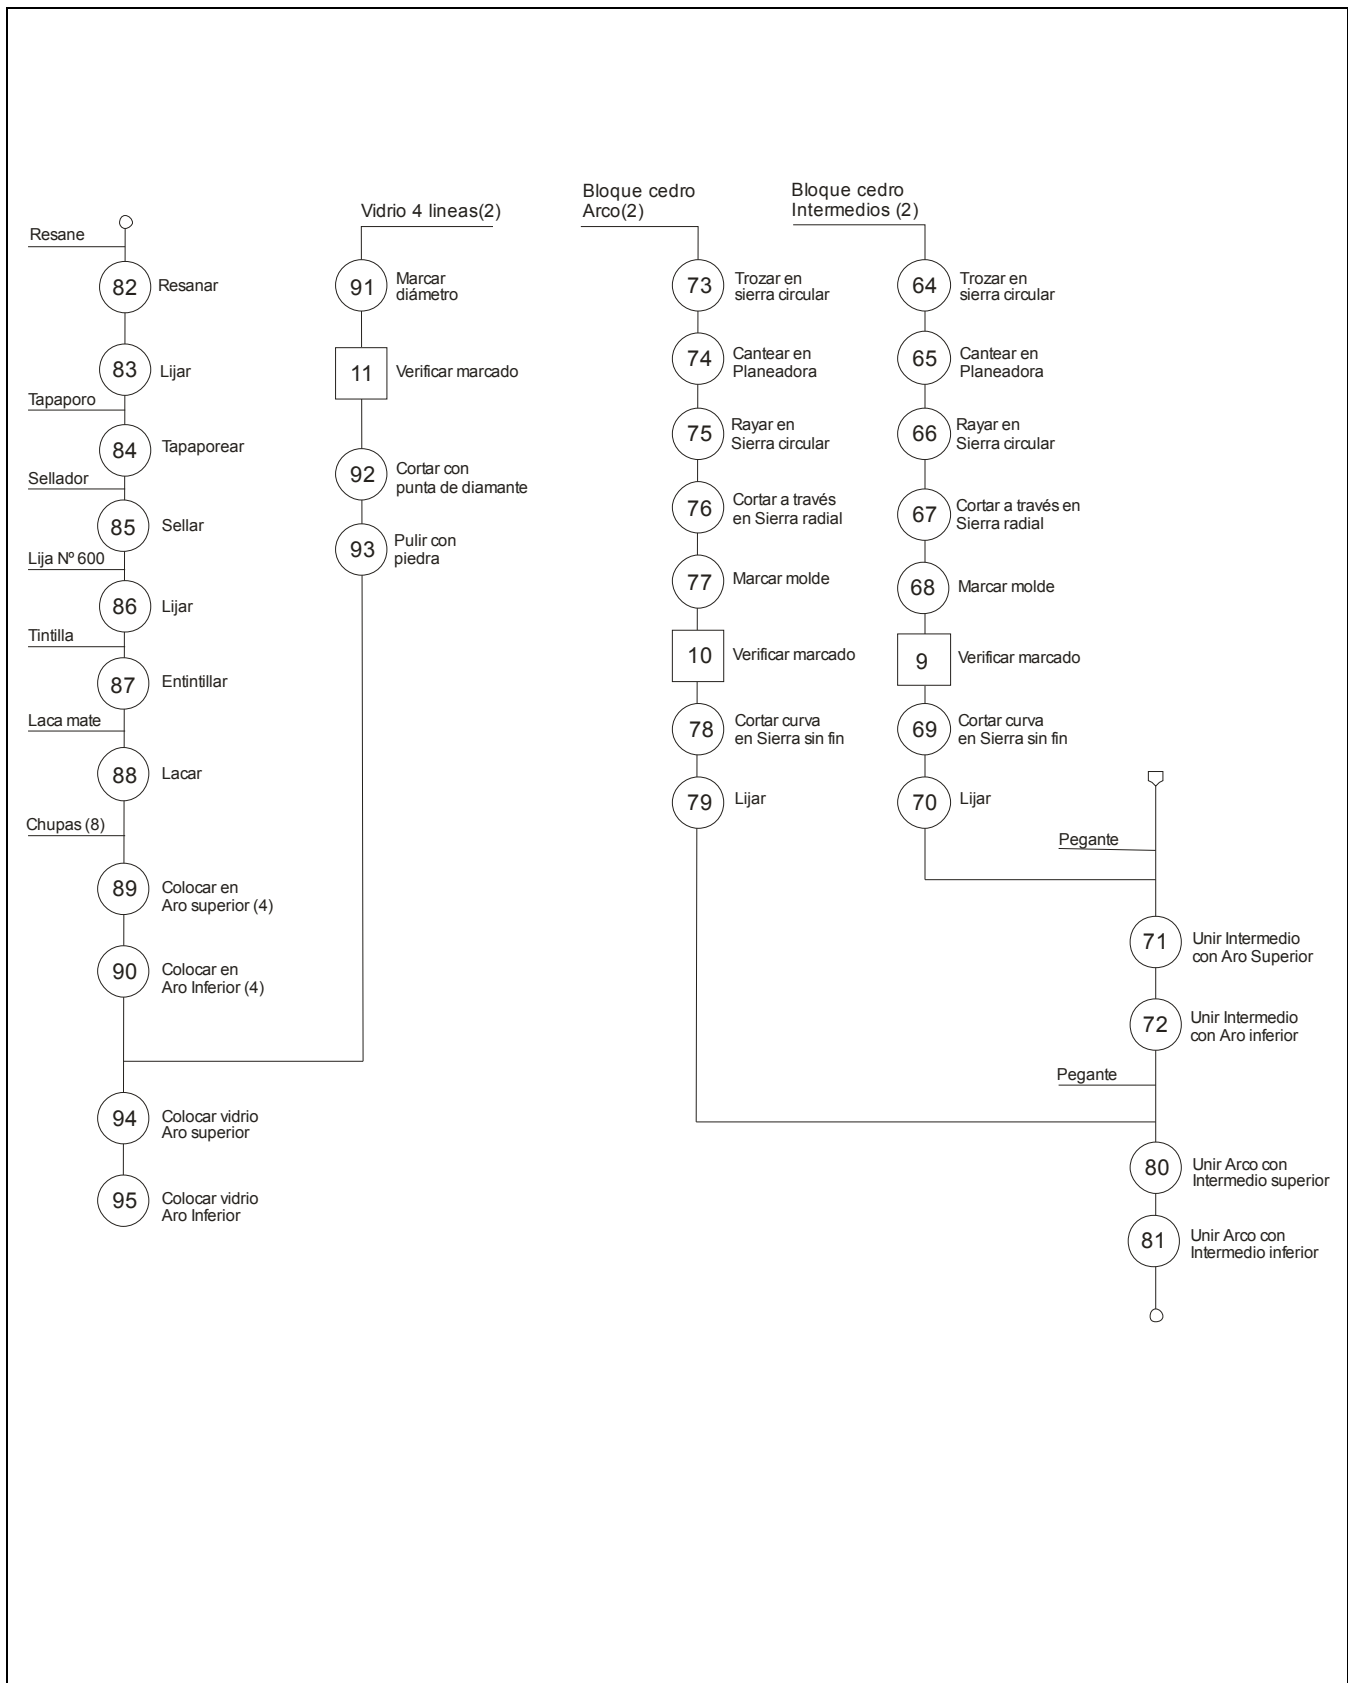 Resane
82
Resanar
83
Lijar
Tapaporo
84
Tapaporear
Sellador
85
Sellar
Lija Nº 600
86
Lijar
Tintilla
87
Entintillar
Laca mate
88
Lacar
Chupas (8)
89
Colocar en
Aro superior (4)
90
Colocar en
Aro Inferior (4)
94
Colocar vidrio
Aro superior
95
Colocar vidrio
Aro Inferior
Vidrio 4 lineas(2)
91
Marcar
diámetro
11
Verificar marcado
92
Cortar con
punta de diamante
93
Pulir con
piedra
Bloque cedro
Arco(2)
73
Trozar en
sierra circular
74
Cantear en
Planeadora
75
Rayar en
Sierra circular
76
Cortar a través
en Sierra radial
77
Marcar molde
10
Verificar marcado
78
Cortar curva
en Sierra sin fin
79
Lijar
Bloque cedro
Intermedios (2)
64
Trozar en
sierra circular
65
Cantear en
Planeadora
66
Rayar en
Sierra circular
67
Cortar a través en
Sierra radial
68
Marcar molde
9
Verificar marcado
69
Cortar curva
en Sierra sin fin
70
Lijar
Pegante
71
Unir Intermedio
con Aro Superior
72
Unir Intermedio
con Aro inferior
Pegante
80
Unir Arco con
Intermedio superior
81
Unir Arco con
Intermedio inferior